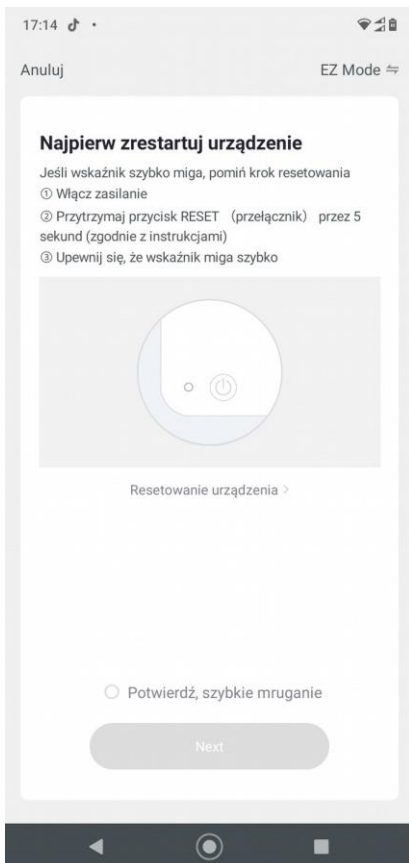 17:14
Anuluj
EZ Mode ⇋
Najpierw zrestartuj urządzenie
Jeśli wskaźnik szybko miga, pomiń krok resetowania
① Włącz zasilanie
② Przytrzymaj przycisk RESET （przełącznik） przez 5
sekund (zgodnie z instrukcjami)
③ Upewnij się, że wskaźnik miga szybko
Resetowanie urządzenia >
Potwierdź, szybkie mruganie
Next